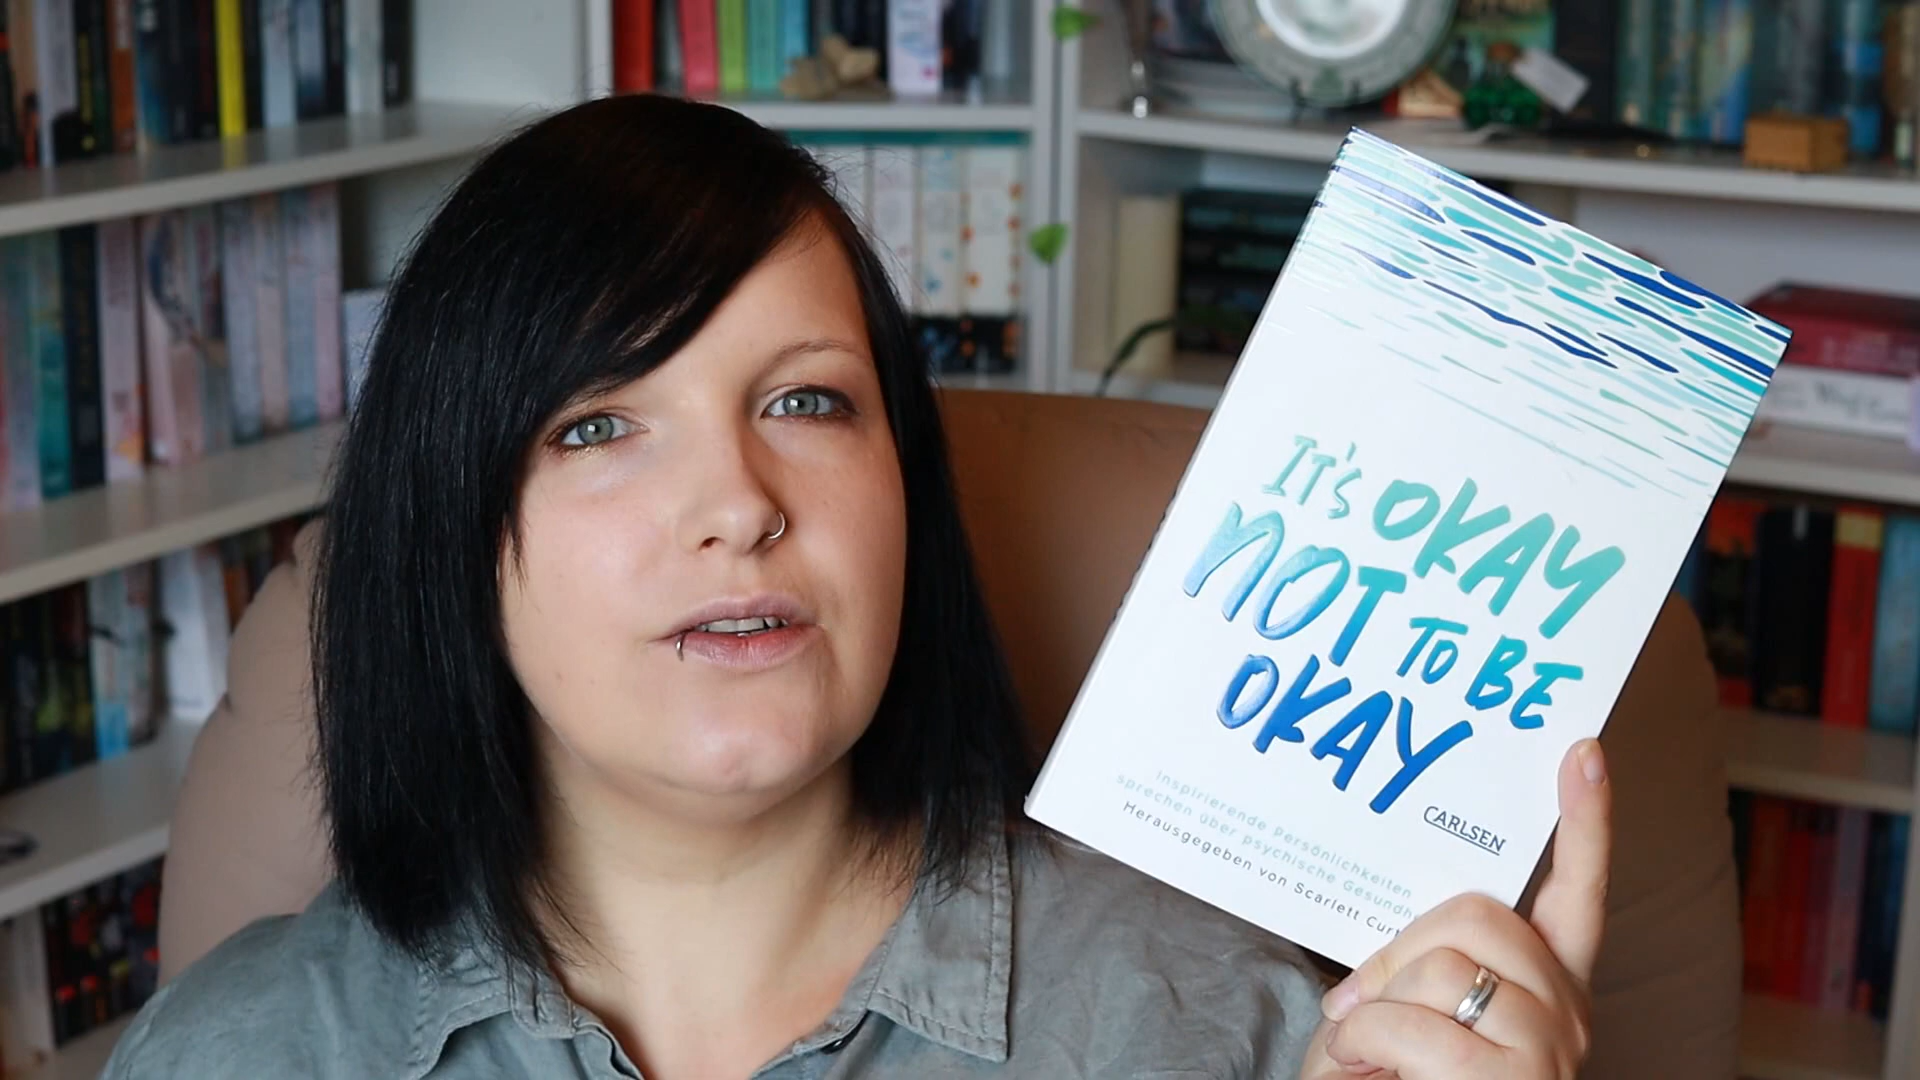 IT'S OKAY
NOT TO BE
OKAY
CARLSEN
Inspirierende Persönlichkeiten
sprechen über psychische
Herausgegeben von Scarlett